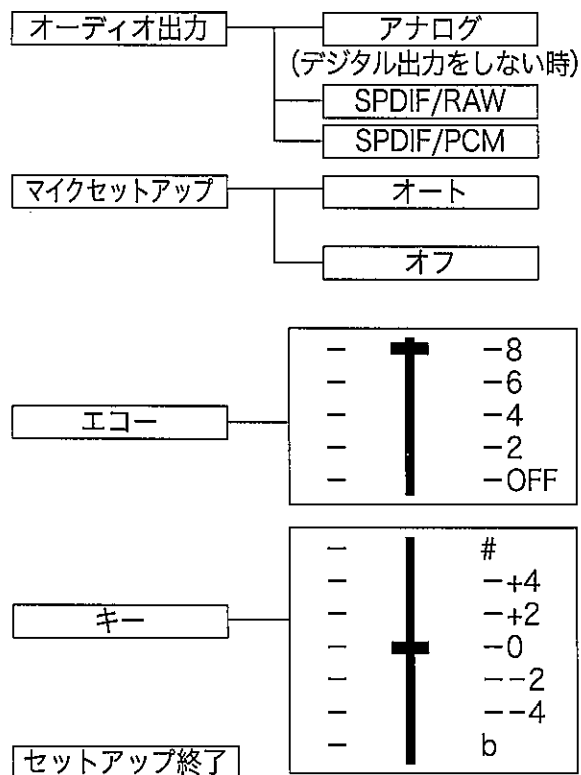 オーディオ出力
アナログ
(デジタル出力をしない時)
SPDIF/RAW
SPDIF/PCM
マイクセットアップ
オート
オフ
エコー
8
6
4
2
OFF
キー
#
+4
+2
0
-2
-4
b
セットアップ終了